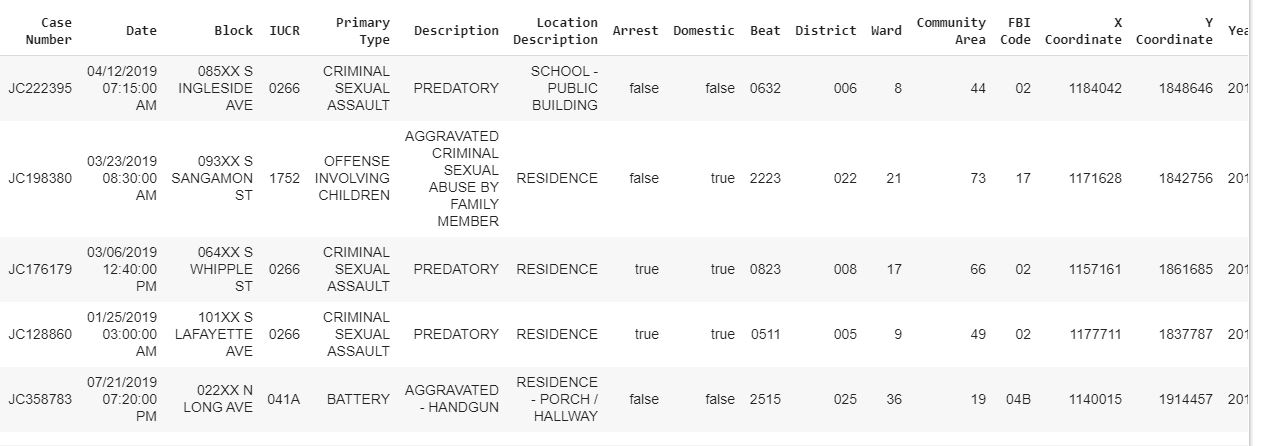 Case Number Date Block IUCR Primary Type Description Location Description Arrest Domestic Beat District Ward Community Area FBI Code X Coordinate Y Coordinate
JC222395 04/12/2019 07:15:00 AM 085XX S INGLESIDE AVE 0266 CRIMINAL SEXUAL ASSAULT PREDATORY SCHOOL - PUBLIC BUILDING false false 0632 006 8 44 02 1184042 1848646
JC198380 03/23/2019 08:30:00 AM 093XX S SANGAMON ST 1752 OFFENSE INVOLVING CHILDREN AGGRAVATED CRIMINAL SEXUAL ABUSE BY FAMILY MEMBER RESIDENCE false true 2223 022 21 73 17 1171628 1842756
JC176179 03/06/2019 12:40:00 PM 064XX S WHIPPLE ST 0266 CRIMINAL SEXUAL ASSAULT PREDATORY RESIDENCE true true 0823 008 17 66 02 1157161 1861685
JC128860 01/25/2019 03:00:00 AM 101XX S LAFAYETTE AVE 0266 CRIMINAL SEXUAL ASSAULT PREDATORY RESIDENCE true true 0511 005 9 49 02 1177711 1837787
JC358783 07/21/2019 07:20:00 PM 022XX N LONG AVE 041A BATTERY AGGRAVATED - HANDGUN RESIDENCE - PORCH / HALLWAY false false 2515 025 36 19 04B 1140015 1914457